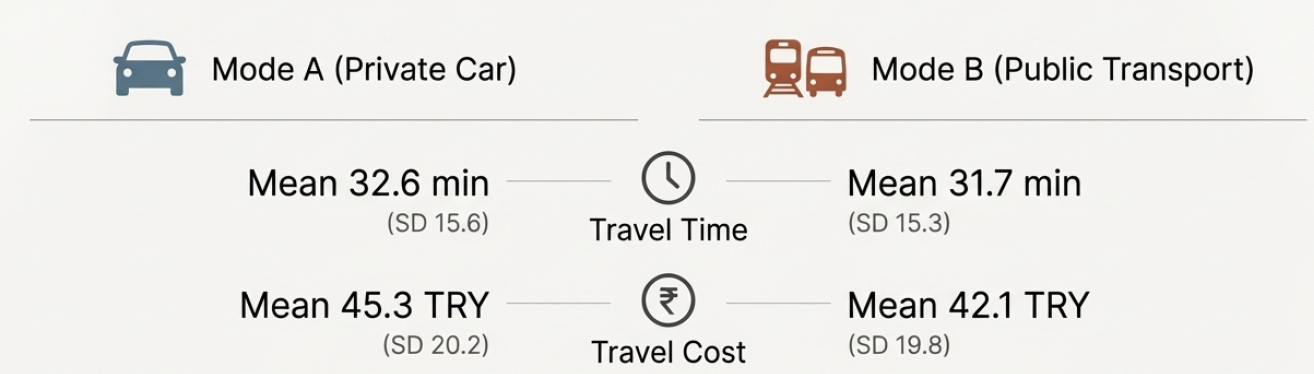 Mode A (Private Car)
Mode B (Public Transport)
Mean 32.6 min
(SD 15.6)
Travel Time
Mean 31.7 min
(SD 15.3)
Mean 45.3 TRY
(SD 20.2)
₹
Travel Cost
Mean 42.1 TRY
(SD 19.8)